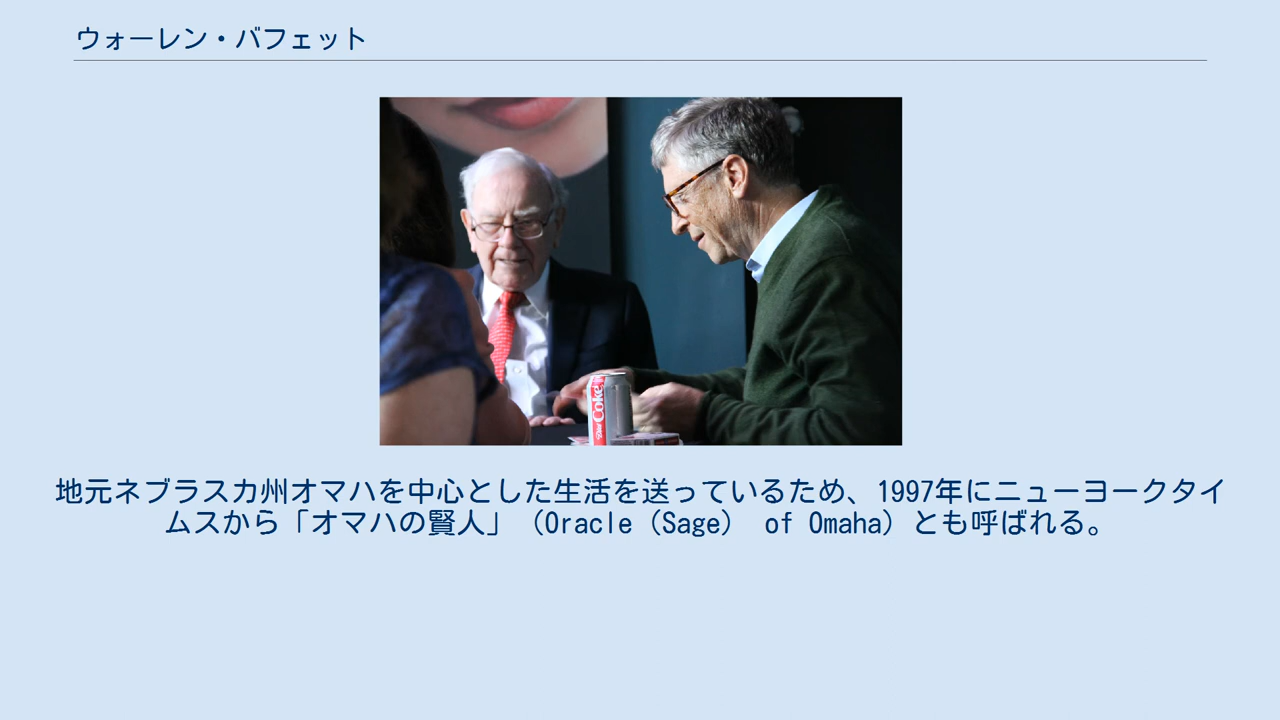 ウォーレン・バフェット
Diet Coke
地元ネブラスカ州オマハを中心とした生活を送っているため、1997年にニューヨークタイ
ムスから「オマハの賢人」（Oracle（Sage） of Omaha）とも呼ばれる。